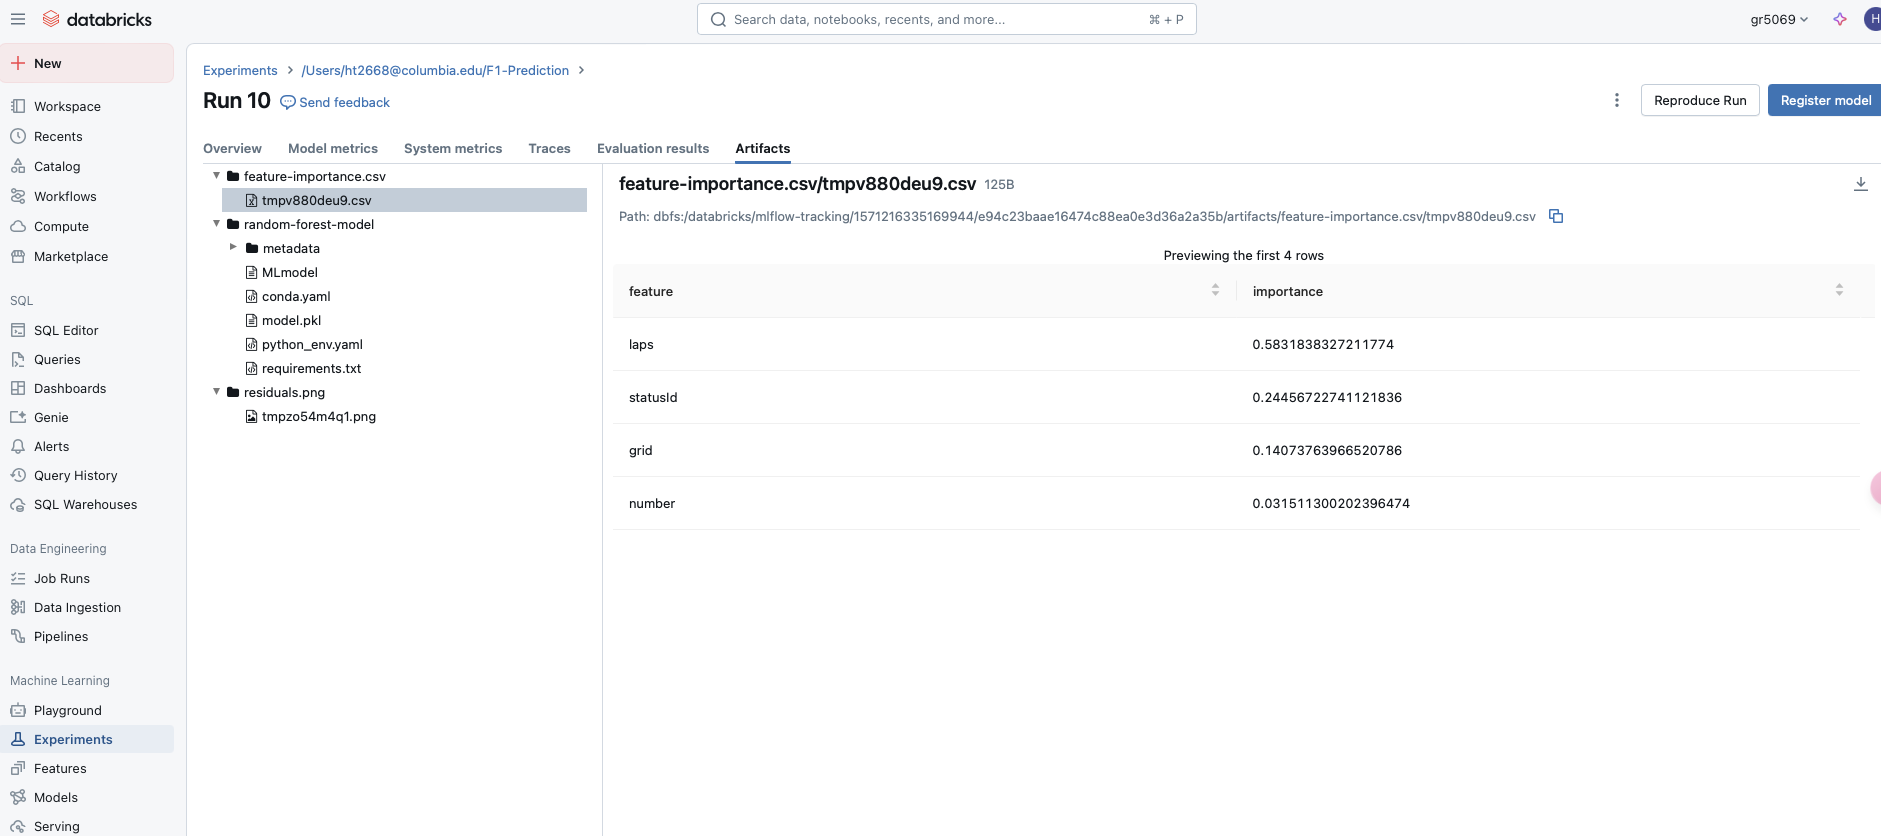 databricks
Search data, notebooks, recents, and more...
⌘ + P
gr5069
H
New
Workspace
Recents
Catalog
Workflows
Compute
Marketplace
SQL
SQL Editor
Queries
Dashboards
Genie
Alerts
Query History
SQL Warehouses
Data Engineering
Job Runs
Data Ingestion
Pipelines
Machine Learning
Playground
Experiments
Features
Models
Serving
Experiments > /Users/ht2668@columbia.edu/F1-Prediction >
Run 10
Send feedback
Reproduce Run
Register model
Overview
Model metrics
System metrics
Traces
Evaluation results
Artifacts
feature-importance.csv
tmpv880deu9.csv
random-forest-model
metadata
MLmodel
conda.yaml
model.pkl
python_env.yaml
requirements.txt
residuals.png
tmpzo54m4q1.png
feature-importance.csv/tmpv880deu9.csv 125B
Path: dbfs:/databricks/mlflow-tracking/1571216335169944/e94c23baae16474c88ea0e3d36a2a35b/artifacts/feature-importance.csv/tmpv880deu9.csv
Previewing the first 4 rows
feature importance
laps 0.5831838327211774
statusId 0.24456722741121836
grid 0.14073763966520786
number 0.031511300202396474